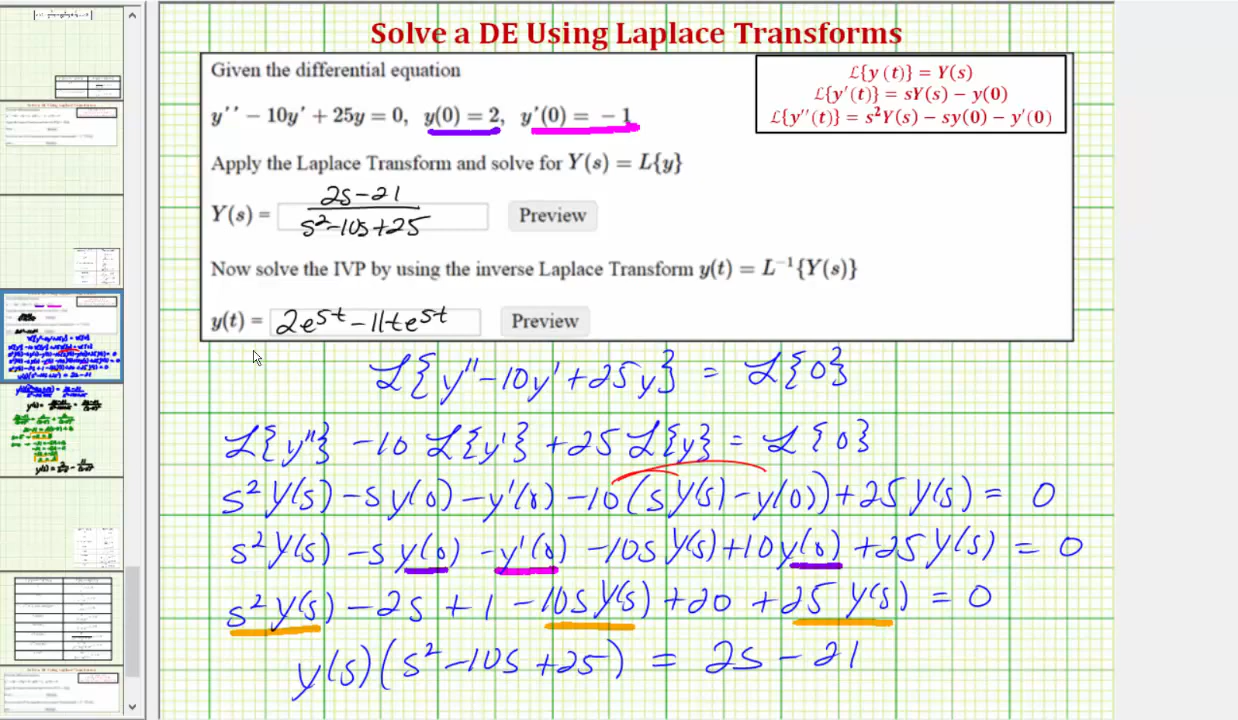 Solve a DE Using Laplace Transforms
Given the differential equation
y'' − 10y' + 25y = 0, y(0) = 2, y'(0) = −1
ℒ{y (t)} = Y(s)
ℒ{y'(t)} = sY(s) − y(0)
ℒ{y''(t)} = s²Y(s) − sy(0) − y'(0)
Apply the Laplace Transform and solve for Y(s) = L{y}
Y(s) = (2s−21)/(s²−10s+25) Preview
Now solve the IVP by using the inverse Laplace Transform y(t) = L⁻¹{Y(s)}
y(t) = 2e^5t − 11te^5t Preview
ℒ{y''−10y'+25y} = ℒ{0}
ℒ{y''} −10 ℒ{y'} +25 ℒ{y} = ℒ{0}
s²Y(s) −sy(0) −y'(0) −10(sY(s) −y(0)) +25Y(s) = 0
s²Y(s) −sy(0) −y'(0) −10sY(s) +10y(0) +25Y(s) = 0
s²Y(s) −2s +1 −10sY(s) +20 +25Y(s) = 0
Y(s)(s²−10s+25) = 2s −21